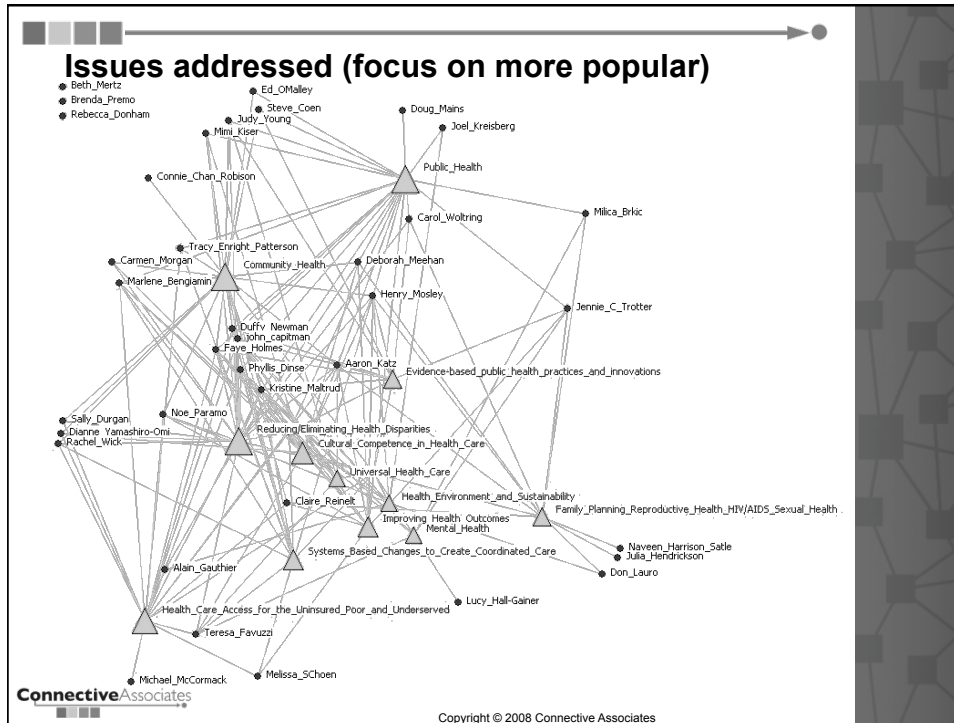 Issues addressed (focus on more popular)
Beth_Mertz
Ed_OMalley
Brenda_Premo
Steve_Coen
Doug_Mains
Rebecca_Donham
Judy_Young
Joel_Kreisberg
Mimi_Kiser
Public_Health
Connie_Chan_Robison
Carol_Woltring
Milica_Brkic
Tracy_Enright_Patterson
Carmen_Morgan
Community_Health
Deborah_Meehan
Marlene_Bengiamin
Henry_Mosley
Jennie_C_Trotter
Duffy_Newman
john_capitman
Faye_Holmes
Phyllis_Dinse
Aaron_Katz
Evidence-based_public_health_practices_and_innovations
Kristine_Maltrud
Sally_Durgan
Noe_Paramo
Dianne_Yamashiro-Omi
Reducing/Eliminating_Health_Disparities
Rachel_Wick
Cultural_Competence_in_Health_Care
Universal_Health_Care
Claire_Reinelt
Health_Environment_and_Sustainability
Family_Planning_Reproductive_Health_HIV/AIDS_Sexual_Health
Improving_Health_Outcomes
Mental_Health
Naveen_Harrison_Satle
Systems_Based_Changes_to_Create_Coordinated_Care
Julia_Hendrickson
Alain_Gauthier
Don_Lauro
Lucy_Hall-Gainer
Health_Care_Access_for_the_Uninsured_Poor_and_Underserved
Teresa_Favuzzi
Michael_McCormack
Melissa_SChoen
ConnectiveAssociates
Copyright © 2008 Connective Associates